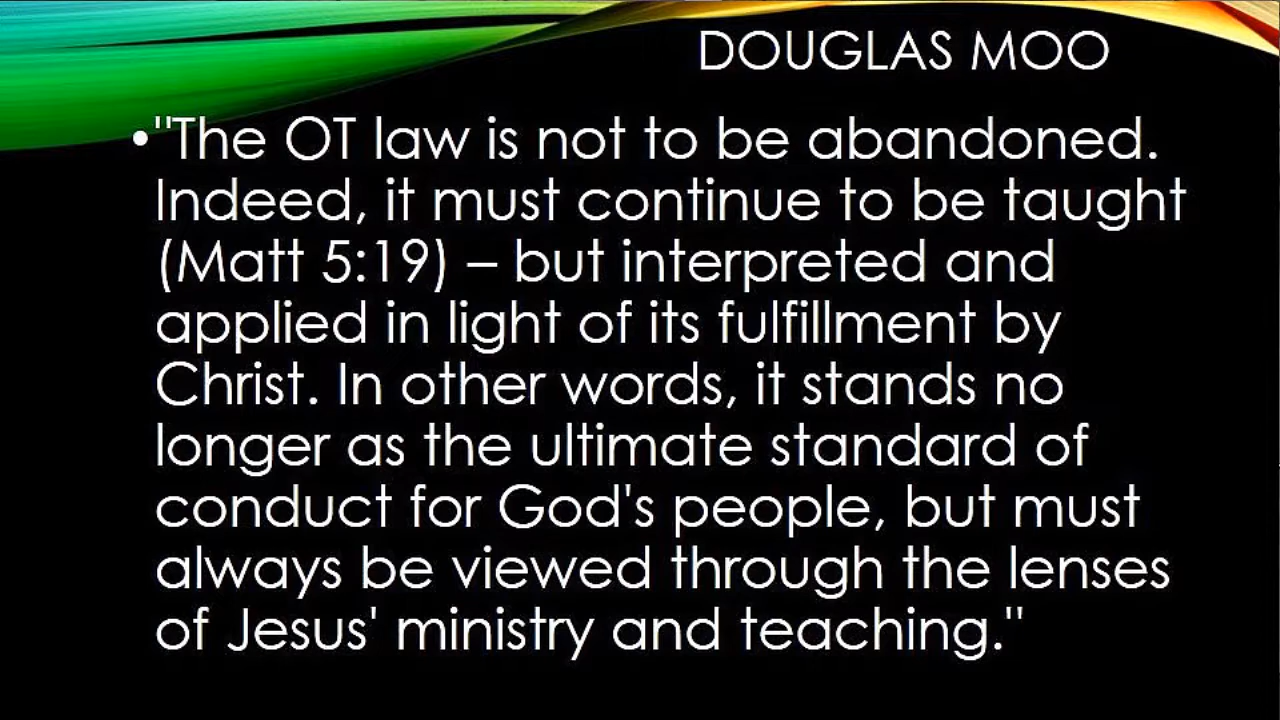 DOUGLAS MOO
•"The OT law is not to be abandoned.
Indeed, it must continue to be taught
(Matt 5:19) – but interpreted and
applied in light of its fulfillment by
Christ. In other words, it stands no
longer as the ultimate standard of
conduct for God's people, but must
always be viewed through the lenses
of Jesus' ministry and teaching."